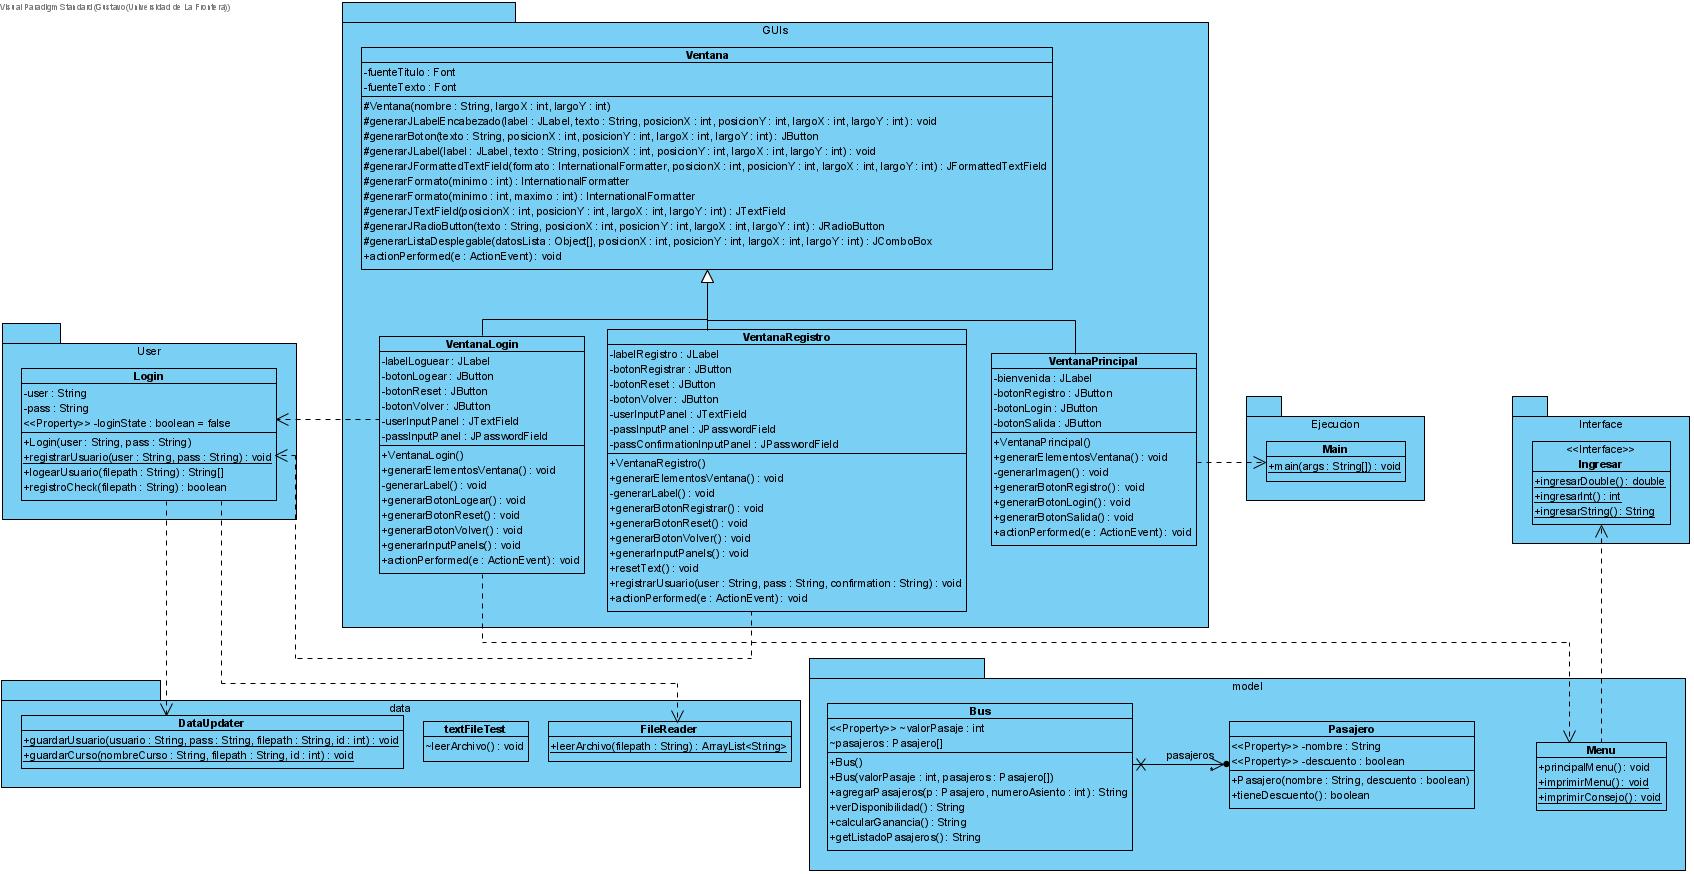 Visual Paradigm Standard(Gustavo(Universidad de La Frontera))
GUIs
Ventana
-fuenteTitulo : Font
-fuenteTexto : Font
#Ventana(nombre : String, largoX : int, largoY : int)
#generarJLabelEncabezado(label : JLabel, texto : String, posicionX : int, posicionY : int, largoX : int, largoY : int) : void
#generarBoton(texto : String, posicionX : int, posicionY : int, largoX : int, largoY : int) : JButton
#generarJLabel(label : JLabel, texto : String, posicionX : int, posicionY : int, largoX : int, largoY : int) : void
#generarJFormattedTextField(formato : InternationalFormatter, posicionX : int, posicionY : int, largoX : int, largoY : int) : JFormattedTextField
#generarFormato(minimo : int) : InternationalFormatter
#generarFormato(minimo : int, maximo : int) : InternationalFormatter
#generarJTextField(posicionX : int, posicionY : int, largoX : int, largoY : int) : JTextField
#generarJRadioButton(texto : String, posicionX : int, posicionY : int, largoX : int, largoY : int) : JRadioButton
#generarListaDesplegable(datosLista : Object[], posicionX : int, posicionY : int, largoX : int, largoY : int) : JComboBox
+actionPerformed(e : ActionEvent) : void
User
Login
-user : String
-pass : String
<<Property>> -loginState : boolean = false
+Login(user : String, pass : String)
+registrarUsuario(user : String, pass : String) : void
+logearUsuario(filepath : String) : String[]
+registroCheck(filepath : String) : boolean
VentanaLogin
-labelLoguear : JLabel
-botonLogear : JButton
-botonReset : JButton
-botonVolver : JButton
-userInputPanel : JTextField
-passInputPanel : JPasswordField
+VentanaLogin()
+generarElementosVentana() : void
-generarLabel() : void
+generarBotonLogear() : void
+generarBotonReset() : void
+generarBotonVolver() : void
+generarInputPanels() : void
+actionPerformed(e : ActionEvent) : void
VentanaRegistro
-labelRegistro : JLabel
-botonRegistrar : JButton
-botonReset : JButton
-botonVolver : JButton
-userInputPanel : JTextField
-passInputPanel : JPasswordField
-passConfirmationInputPanel : JPasswordField
+VentanaRegistro()
+generarElementosVentana() : void
-generarLabel() : void
+generarBotonRegistrar() : void
+generarBotonReset() : void
+generarBotonVolver() : void
+generarInputPanels() : void
+resetText() : void
+registrarUsuario(user : String, pass : String, confirmation : String) : void
+actionPerformed(e : ActionEvent) : void
VentanaPrincipal
-bienvenida : JLabel
-botonRegistro : JButton
-botonLogin : JButton
-botonSalida : JButton
+VentanaPrincipal()
+generarElementosVentana() : void
-generarImagen() : void
+generarBotonRegistro() : void
+generarBotonLogin() : void
+generarBotonSalida() : void
+actionPerformed(e : ActionEvent) : void
Ejecucion
Main
+main(args : String[]) : void
Interface
<<Interface>>
Ingresar
+ingresarDouble() : double
+ingresarInt() : int
+ingresarString() : String
data
DataUpdater
+guardarUsuario(usuario : String, pass : String, filepath : String, id : int) : void
+guardarCurso(nombreCurso : String, filepath : String, id : int) : void
textFileTest
~leerArchivo() : void
FileReader
+leerArchivo(filepath : String) : ArrayList<String>
model
Bus
<<Property>> ~valorPasaje : int
~pasajeros : Pasajero[]
+Bus()
+Bus(valorPasaje : int, pasajeros : Pasajero[])
+agregarPasajeros(p : Pasajero, numeroAsiento : int) : String
+verDisponibilidad() : String
+calcularGanancia() : String
+getListadoPasajeros() : String
pasajeros
Pasajero
<<Property>> -nombre : String
<<Property>> -descuento : boolean
+Pasajero(nombre : String, descuento : boolean)
+tieneDescuento() : boolean
Menu
+principalMenu() : void
+imprimirMenu() : void
+imprimirConsejo() : void